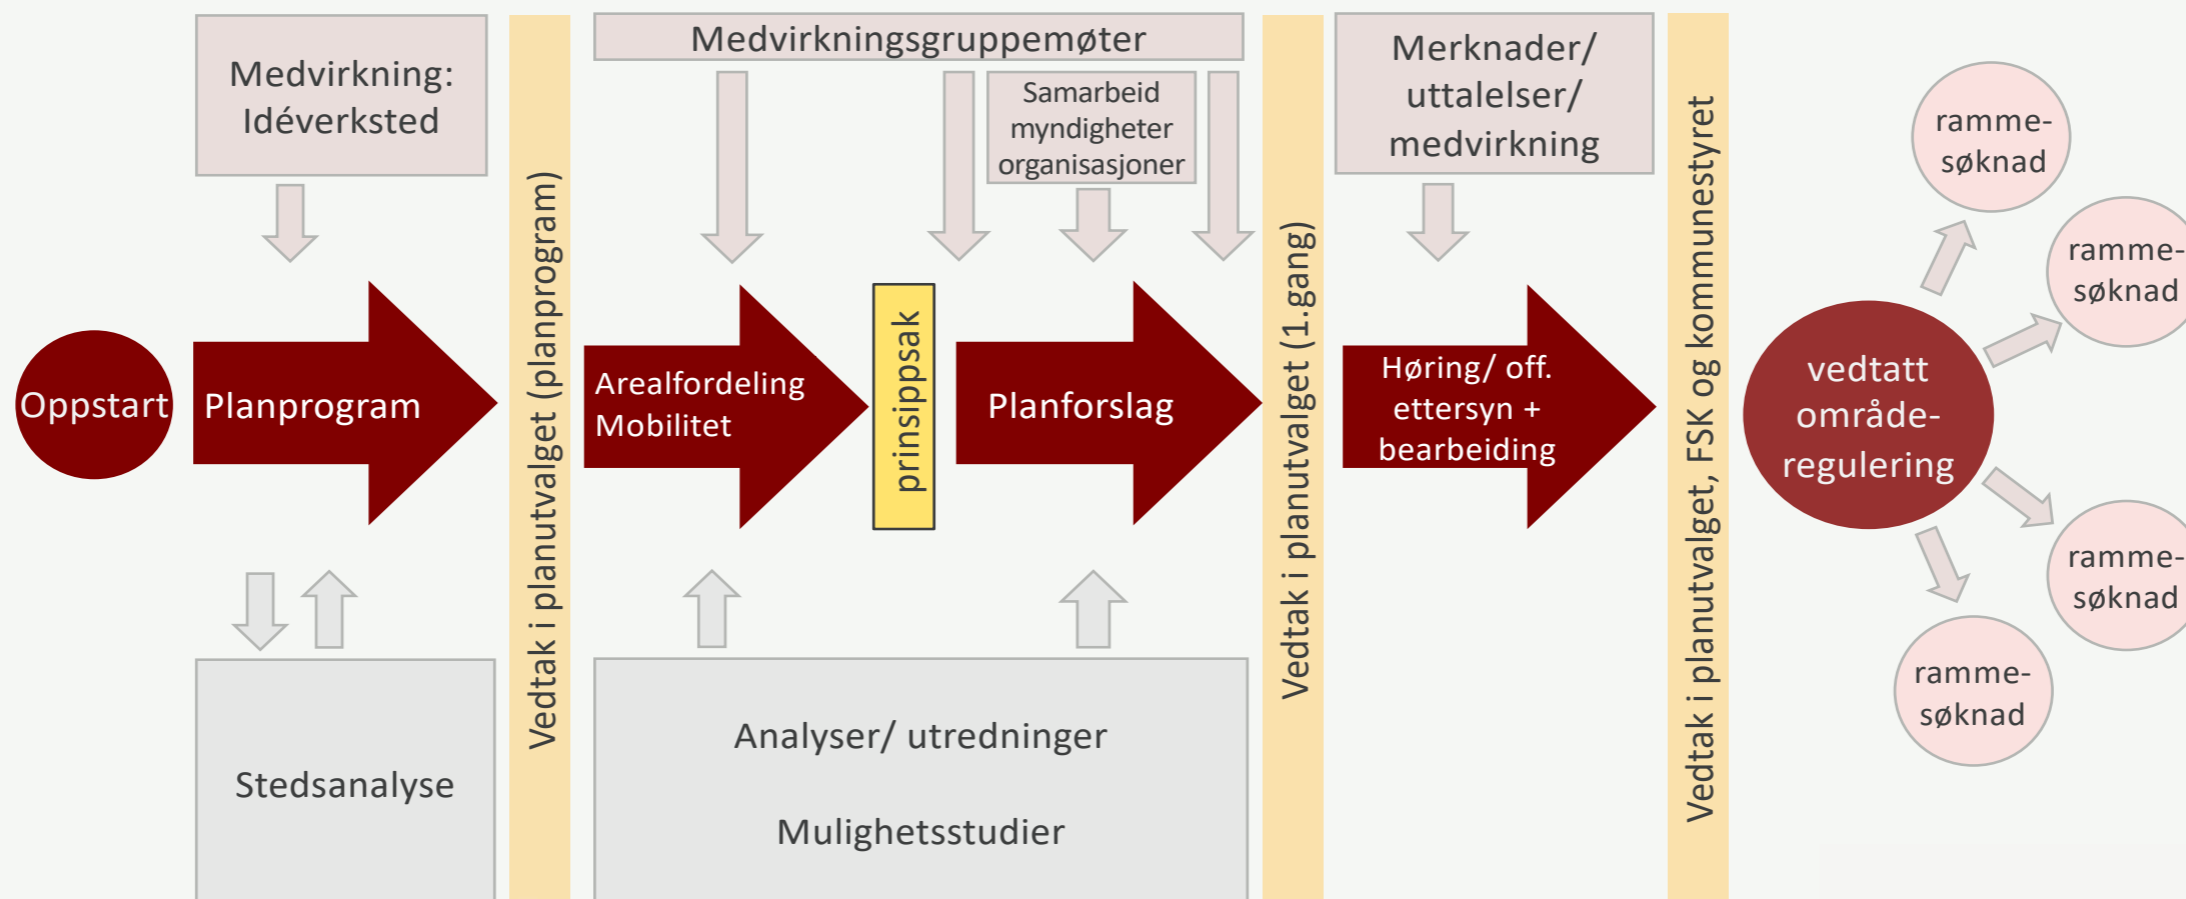 Medvirkning:
Idéverksted
Oppstart
Planprogram
Stedsanalyse
Vedtak i planutvalget (planprogram)
Medvirkningsgruppemøter
Samarbeid
myndigheter
organisasjoner
Arealfordeling
Mobilitet
prinsippsak
Planforslag
Analyser/ utredninger
Mulighetsstudier
Vedtak i planutvalget (1.gang)
Merknader/
uttalelser/
medvirkning
Høring/ off.
ettersyn +
bearbeiding
Vedtak i planutvalget, FSK og kommunestyret
vedtatt
område-
regulering
ramme-
søknad
ramme-
søknad
ramme-
søknad
ramme-
søknad